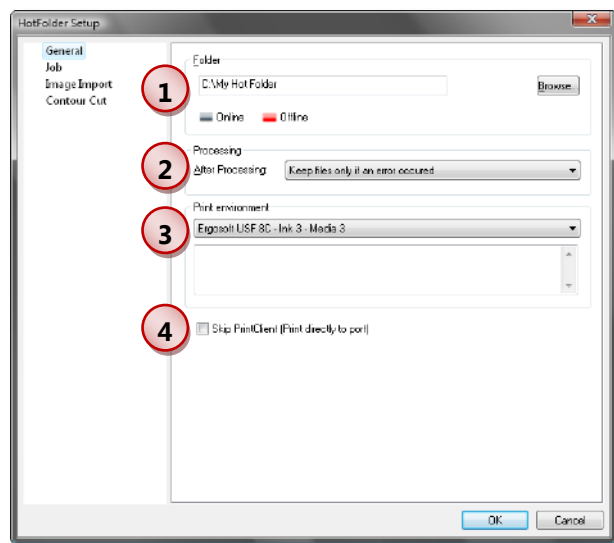 HotFolder Setup
General
Job
Image Import
Contour Cut
Folder
1
C:\My Hot Folder
Browse...
Online Offline
Processing
2
After Processing: Keep files only if an error occured
Print environment
3
Ergosoft USF 8C - Ink 3 - Media 3
4
Skip PrintClient (Print directly to port)
OK Cancel